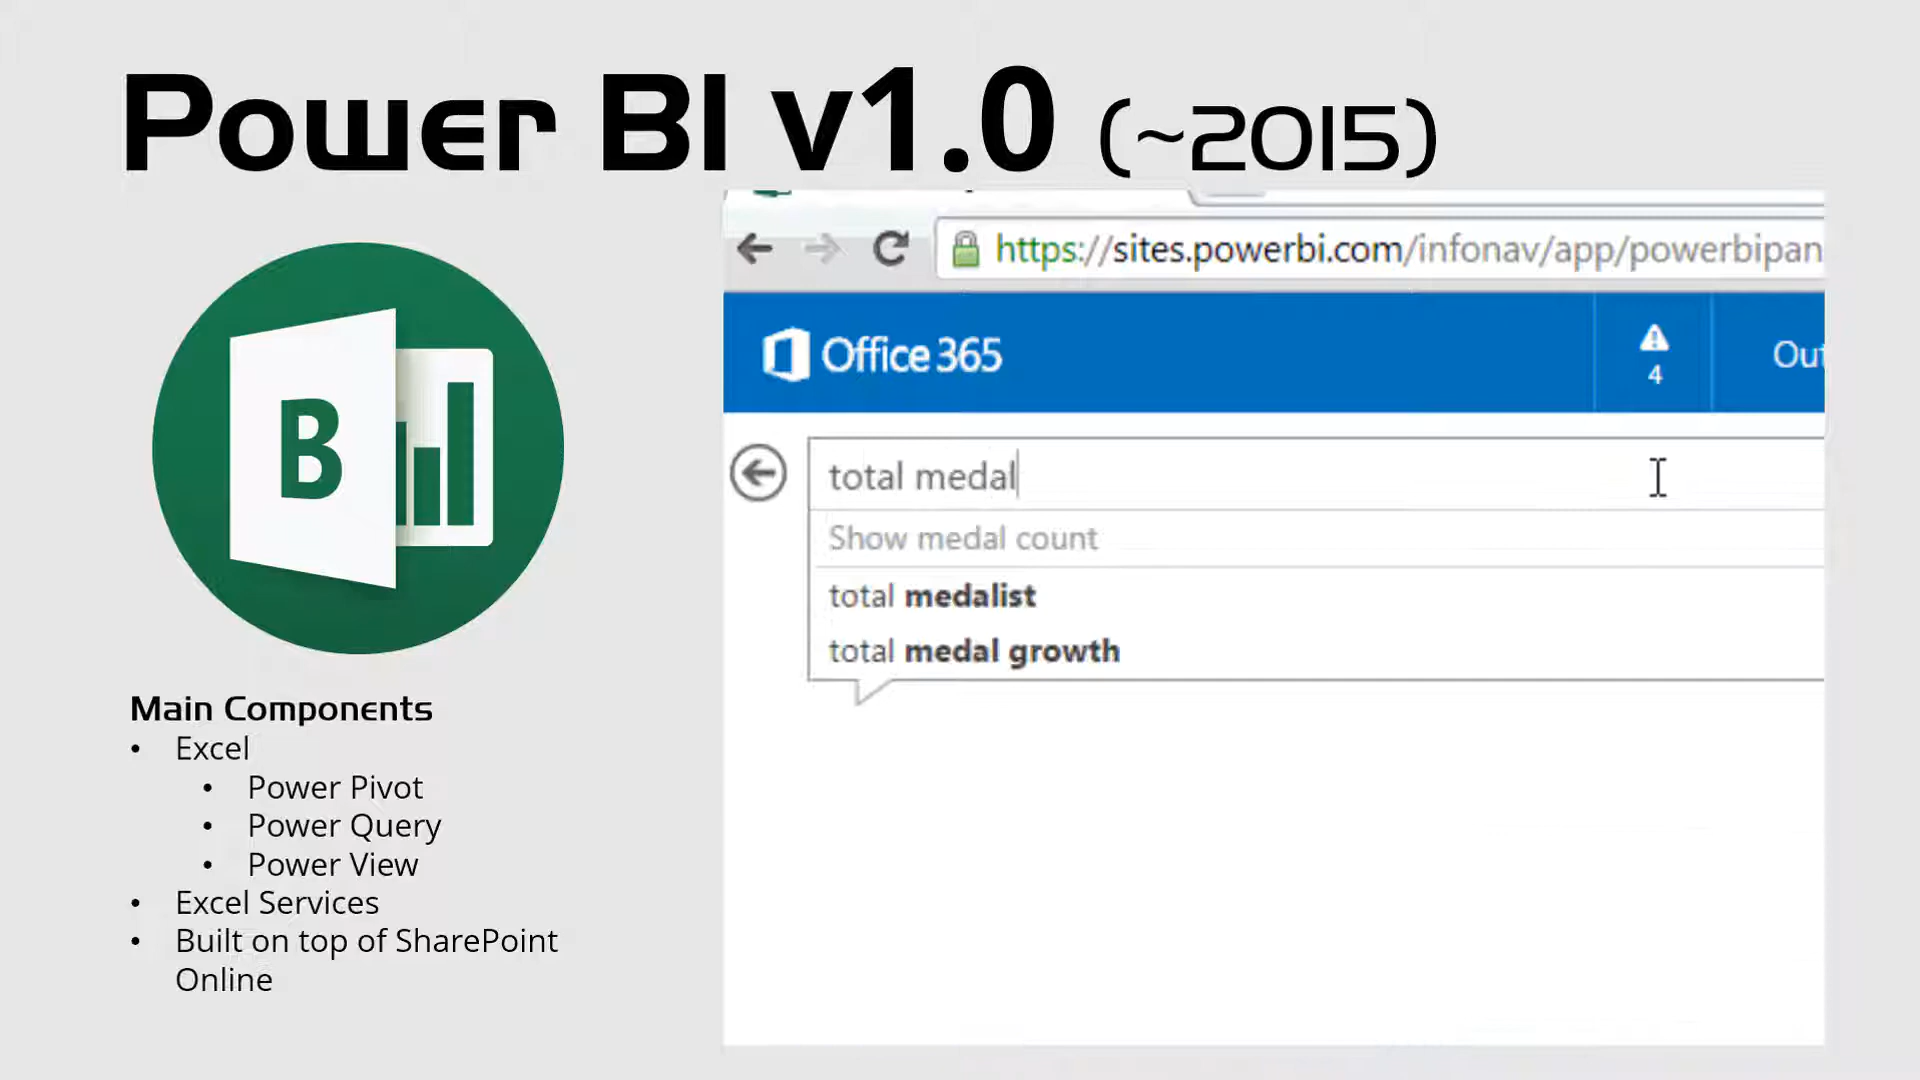 Power BI v1.0 (~2015)
https://sites.powerbi.com/infonav/app/powerbipan
Office 365
4
Out
total medal
Show medal count
total medalist
total medal growth
B
Main Components
• Excel
• Power Pivot
• Power Query
• Power View
• Excel Services
• Built on top of SharePoint
Online